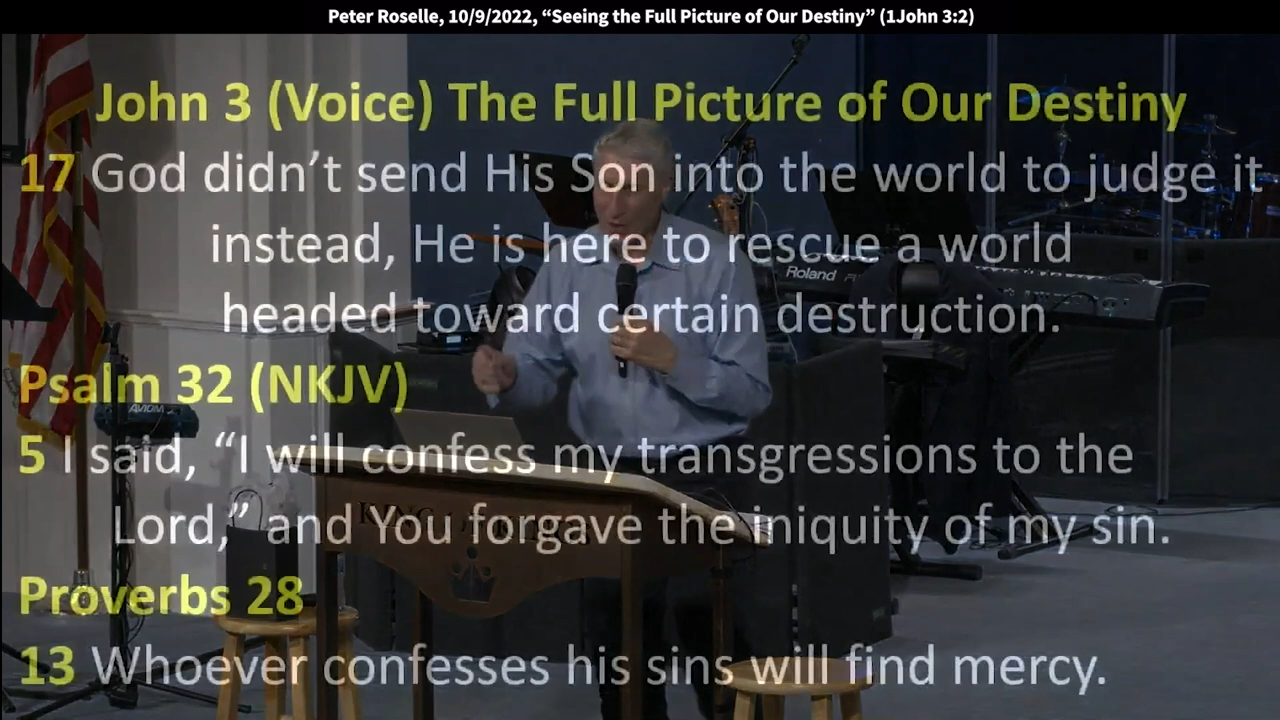 Peter Roselle, 10/9/2022, “Seeing the Full Picture of Our Destiny” (1John 3:2)
John 3 (Voice) The Full Picture of Our Destiny
17 God didn’t send His Son into the world to judge it
instead, He is here to rescue a world
headed toward certain destruction.
Psalm 32 (NKJV)
5 I said, “I will confess my transgressions to the
Lord,” and You forgave the iniquity of my sin.
Proverbs 28
13 Whoever confesses his sins will find mercy.
Roland
AVIOM